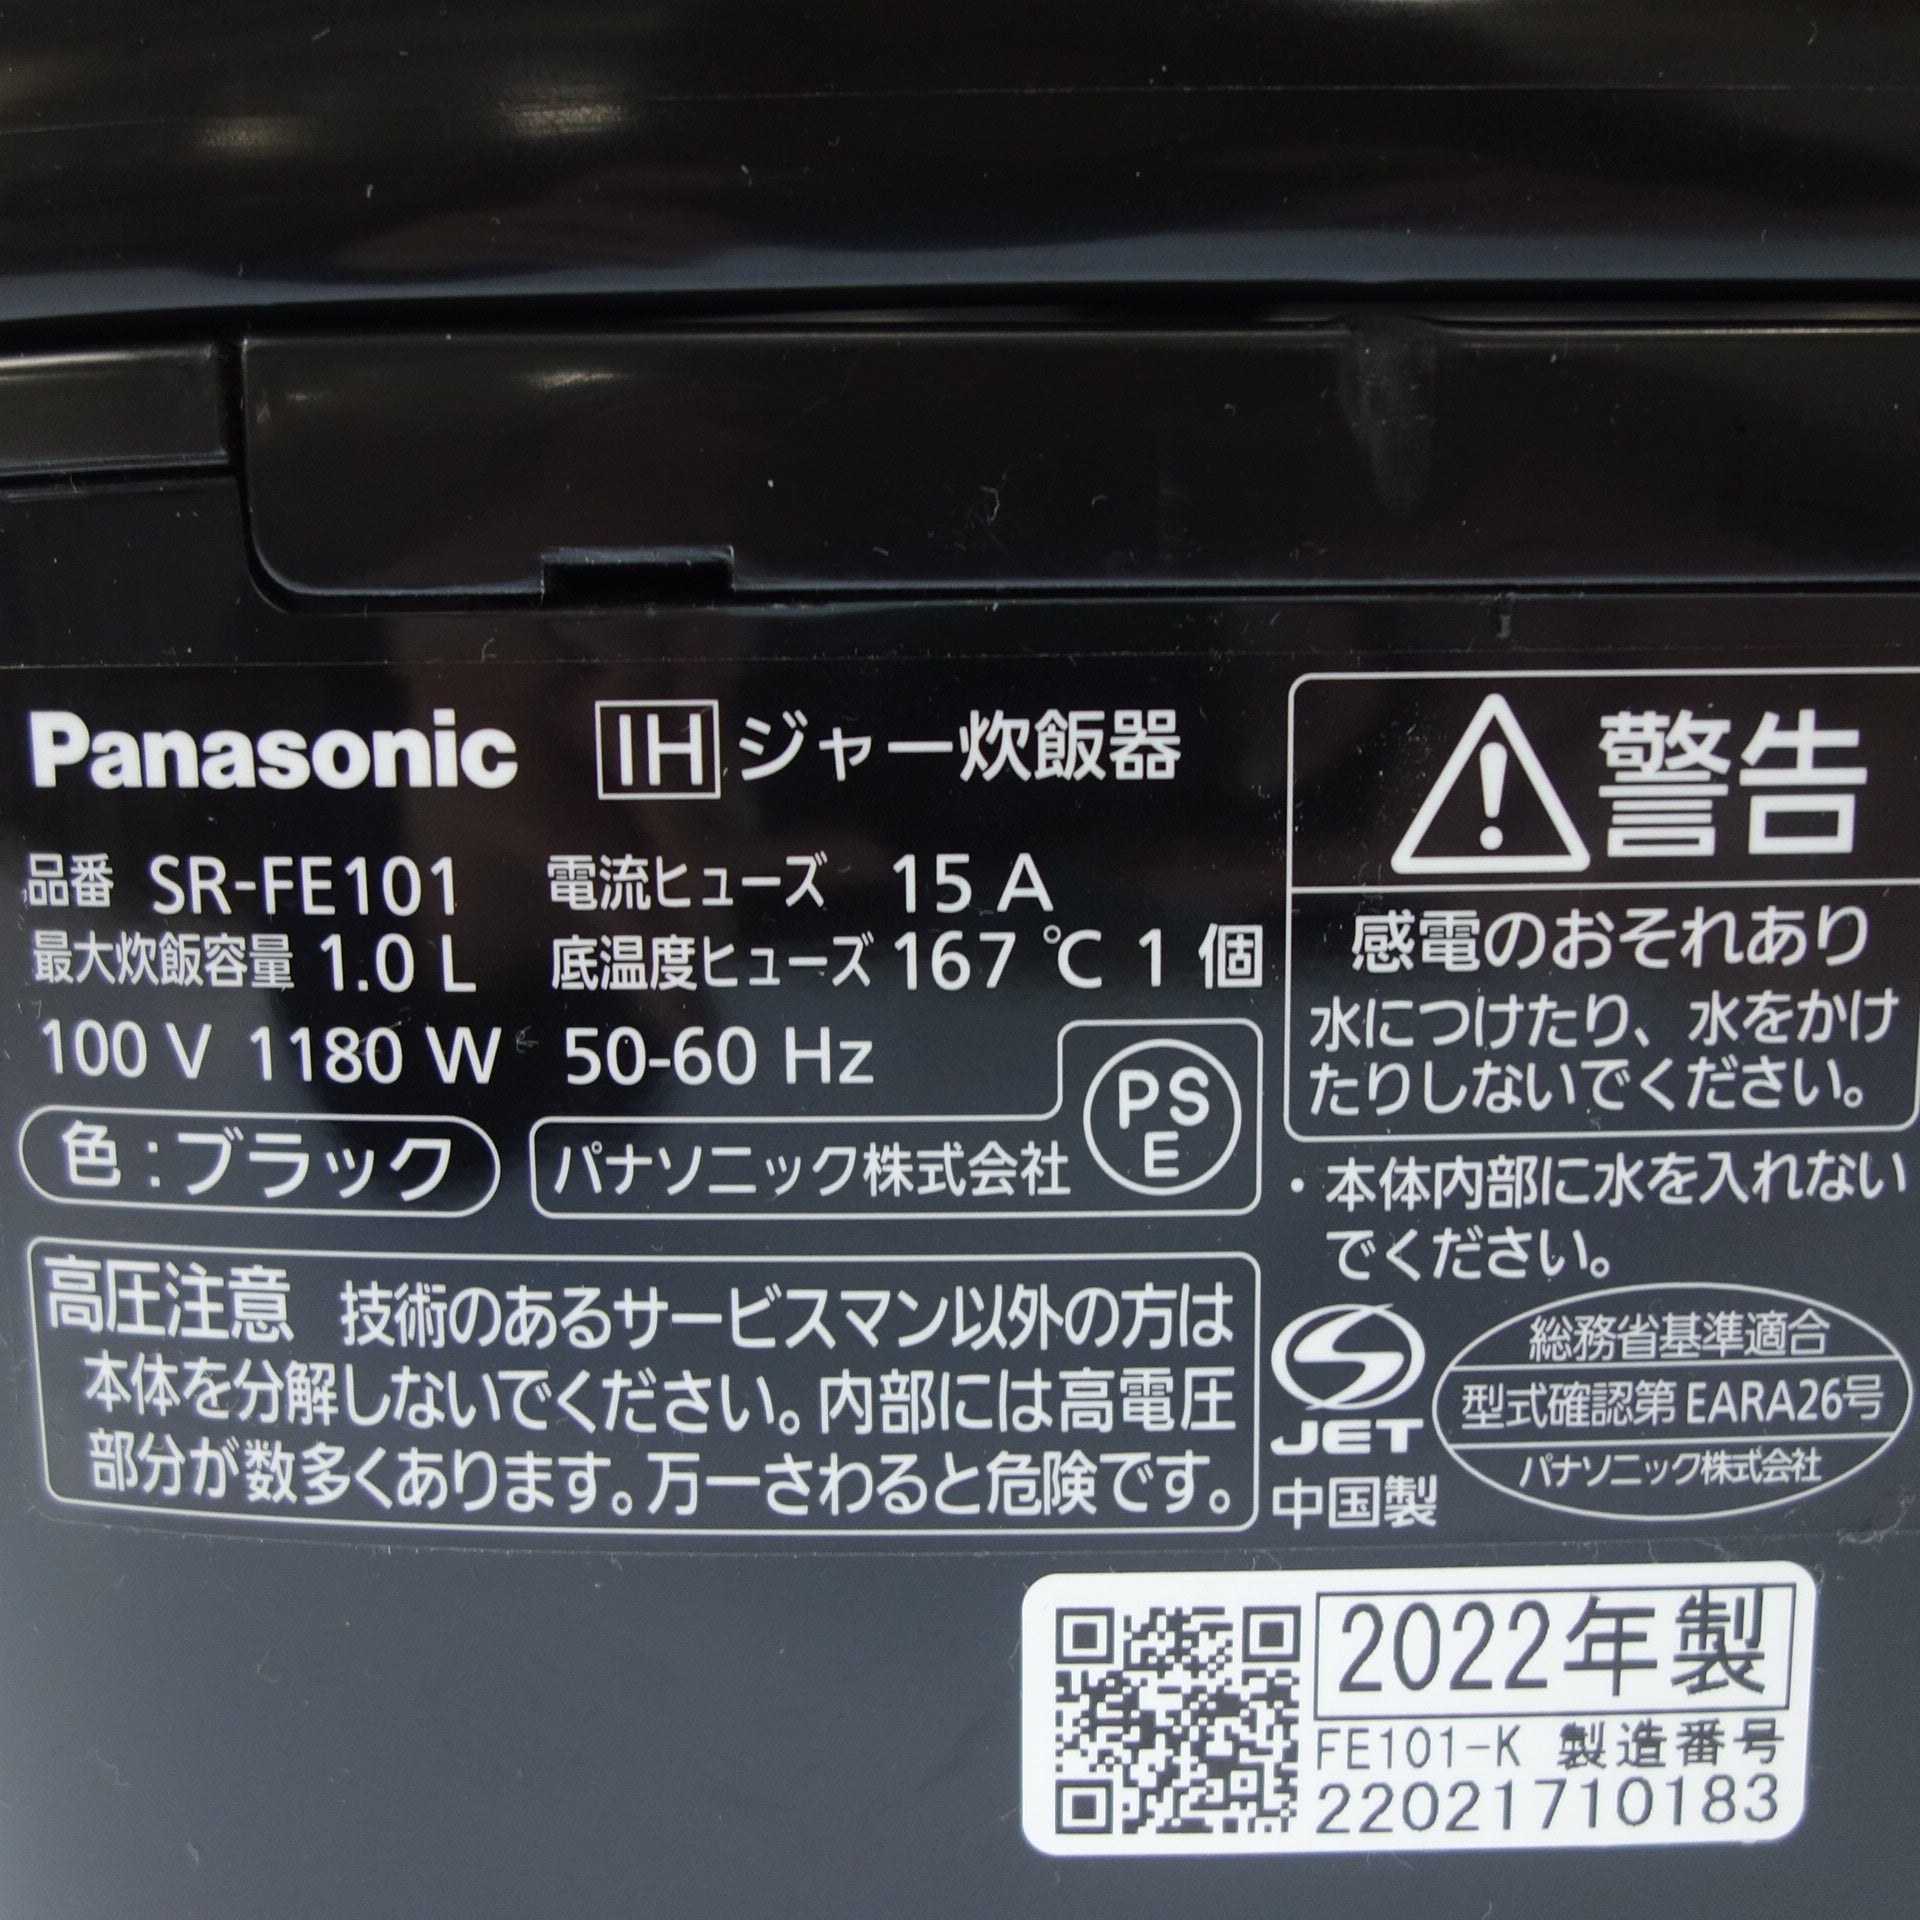 Panasonic IH ジャー炊飯器
品番 SR-FE101 電流ヒューズ 15 A
最大炊飯容量 1.0 L 底温度ヒューズ 167 ℃ 1 個
100 V 1180 W 50-60 Hz
色：ブラック
パナソニック株式会社
PS
E
高圧注意 技術のあるサービスマン以外の方は
本体を分解しないでください。内部には高電圧
部分が数多くあります。万一さわると危険です。
警告
感電のおそれあり
水につけたり、水をかけ
たりしないでください。
・本体内部に水を入れない
でください。
JET
中国製
総務省基準適合
型式確認第 EARA26号
パナソニック株式会社
2022年製
FE101-K 製造番号
22021710183